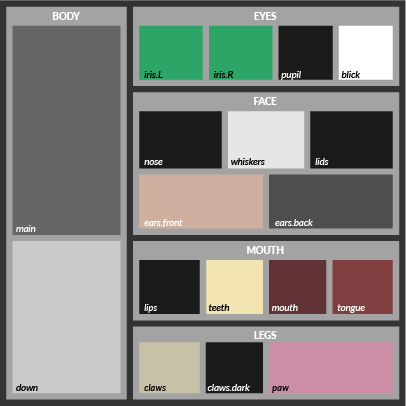 BODY
main
down
EYES
iris.L
iris.R
pupil
blick
FACE
nose
whiskers
lids
ears.front
ears.back
MOUTH
lips
teeth
mouth
tongue
LEGS
claws
claws.dark
paw